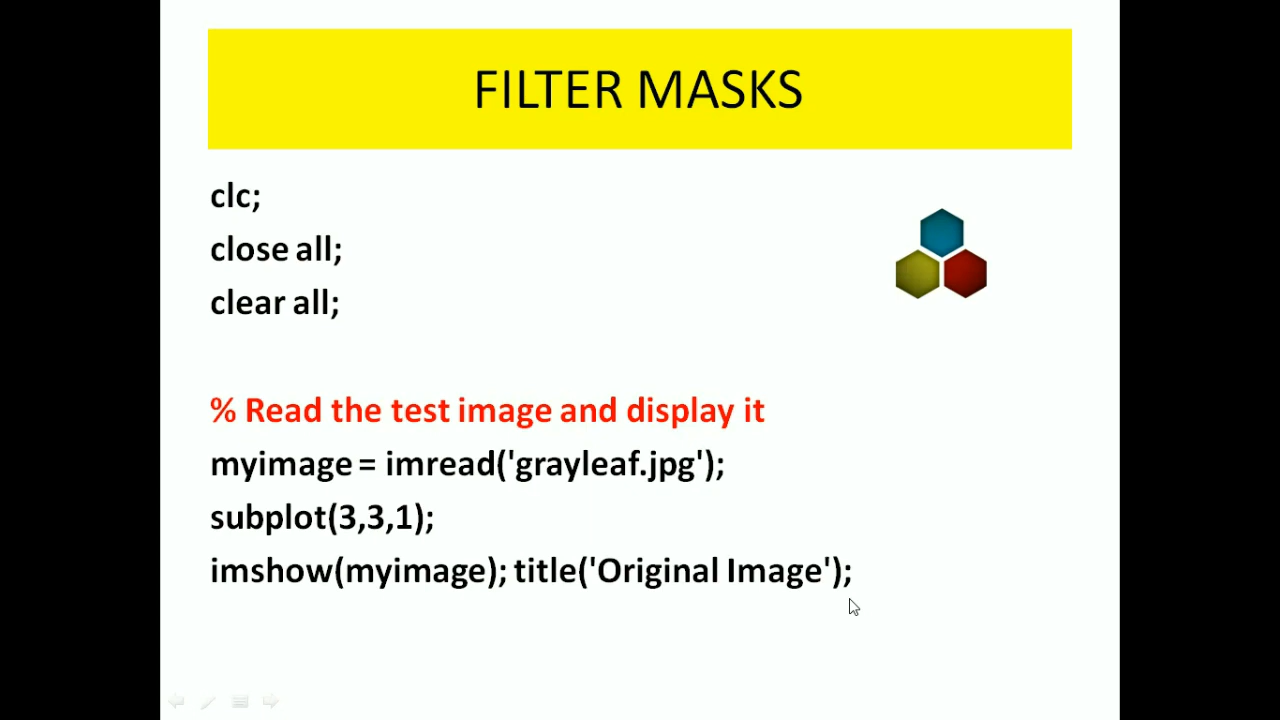 FILTER MASKS
clc;
close all;
clear all;
% Read the test image and display it
myimage = imread('grayleaf.jpg');
subplot(3,3,1);
imshow(myimage); title('Original Image');